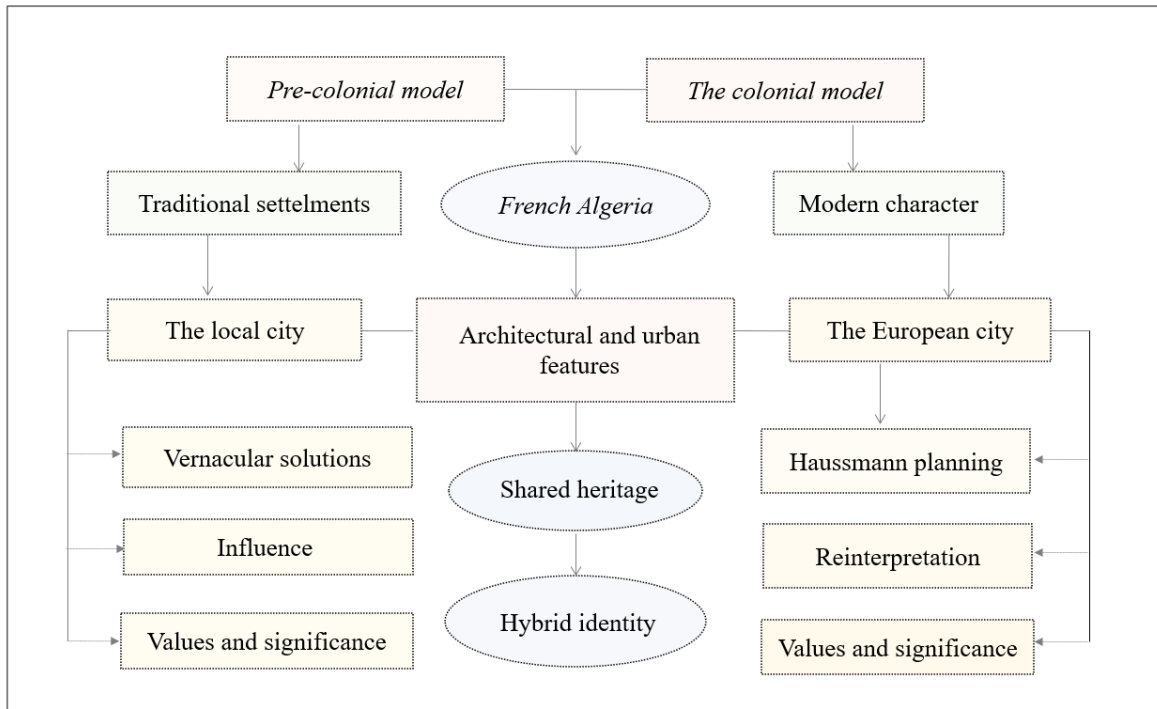 Pre-colonial model
The colonial model
Traditional settelments
French Algeria
Modern character
The local city
Architectural and urban
features
The European city
Vernacular solutions
Shared heritage
Haussmann planning
Influence
Reinterpretation
Hybrid identity
Values and significance
Values and significance